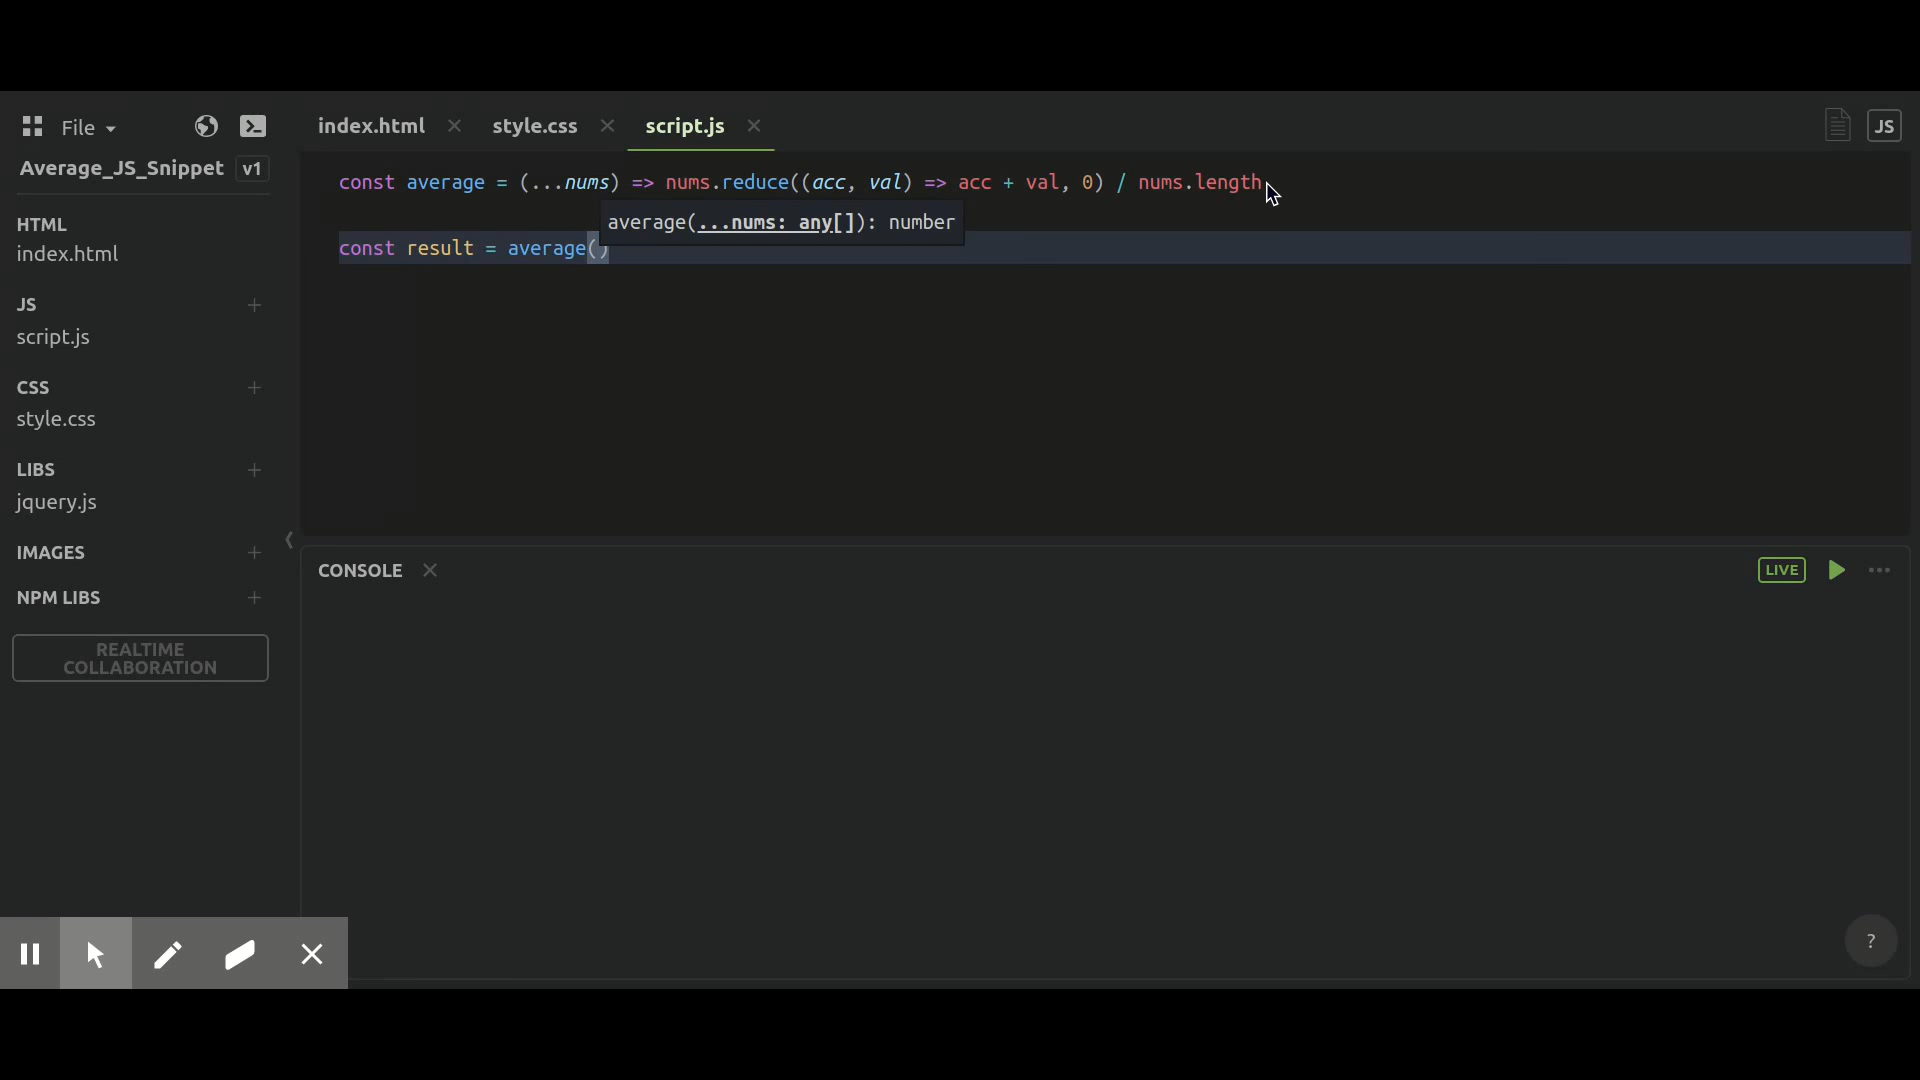 File
index.html
style.css
script.js
JS
Average_JS_Snippet v1
const average = (...nums) => nums.reduce((acc, val) => acc + val, 0) / nums.length
average(...nums: any[]): number
const result = average()
HTML
index.html
JS
script.js
CSS
style.css
LIBS
jquery.js
IMAGES
NPM LIBS
REALTIME
COLLABORATION
CONSOLE
LIVE
?